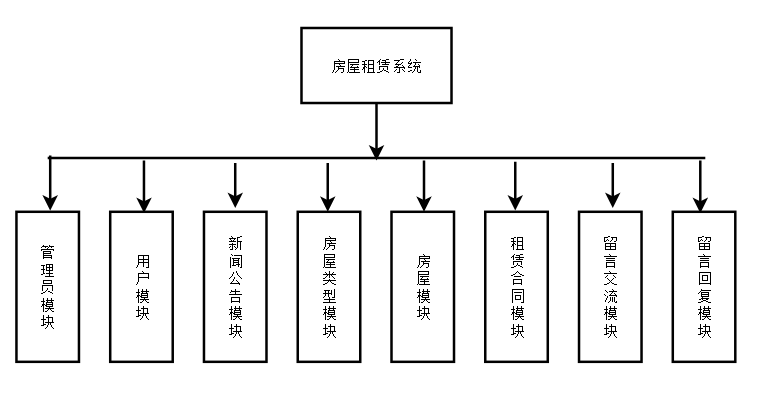 房屋租赁系统
管理员模块
用户模块
新闻公告模块
房屋类型模块
房屋模块
租赁合同模块
留言交流模块
留言回复模块